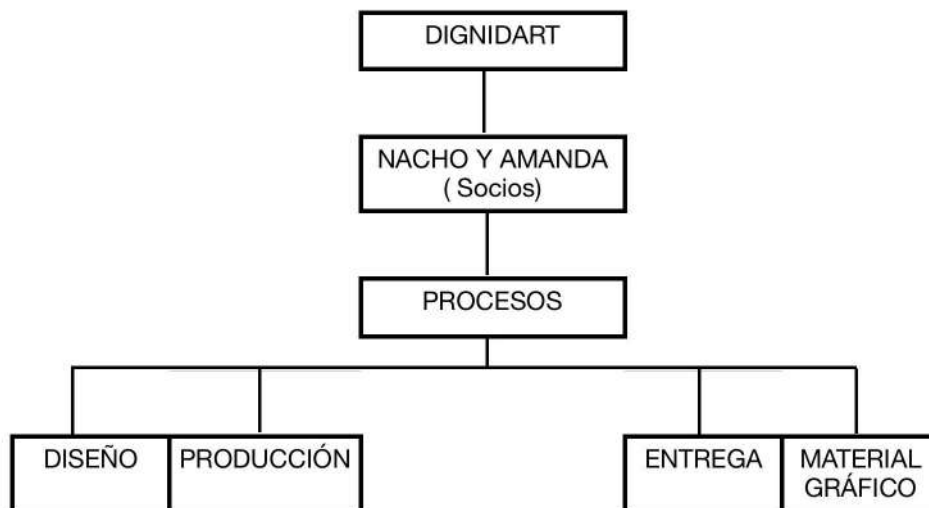 DIGNIDART
NACHO Y AMANDA
( Socios)
PROCESOS
DISEÑO
PRODUCCIÓN
ENTREGA
MATERIAL
GRÁFICO